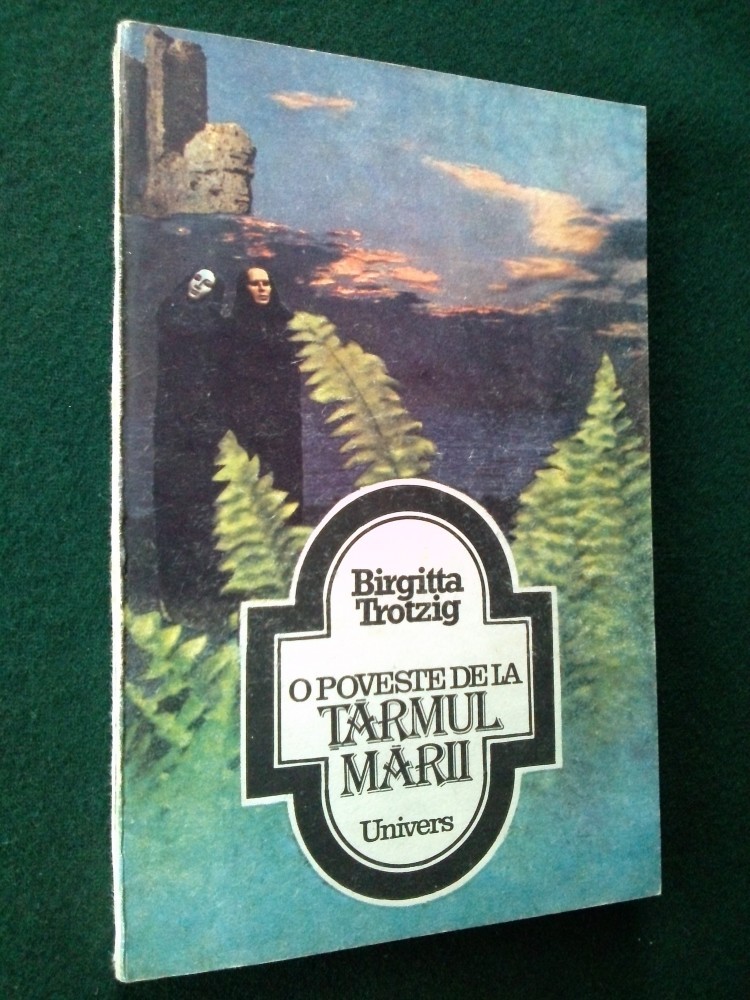 Birgitta
Trotzig
O POVESTE DE LA
TĂRMUL
MĂRII
Univers